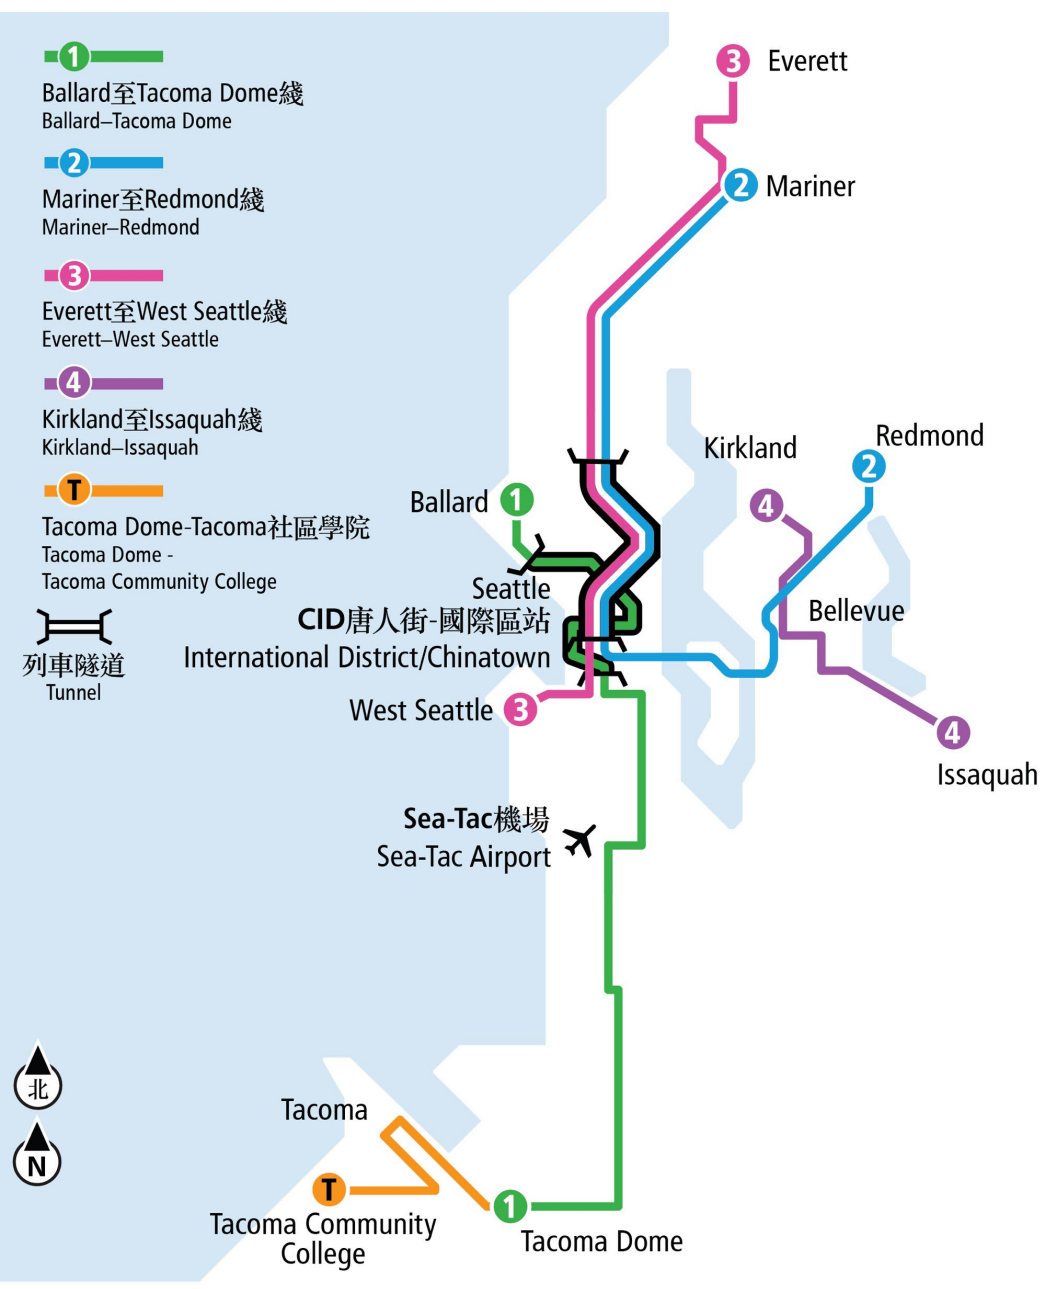 1
Ballard至Tacoma Dome綫
Ballard–Tacoma Dome
2
Mariner至Redmond綫
Mariner–Redmond
3
Everett至West Seattle綫
Everett–West Seattle
4
Kirkland至Issaquah綫
Kirkland–Issaquah
T
Tacoma Dome-Tacoma社區學院
Tacoma Dome -
Tacoma Community College
列車隧道
Tunnel
3 Everett
2 Mariner
Redmond
2
Kirkland
4
Ballard 1
Seattle
CID唐人街-國際區站
International District/Chinatown
Bellevue
West Seattle 3
4
Issaquah
Sea-Tac機場
Sea-Tac Airport
北
N
Tacoma
T
Tacoma Community
College
1
Tacoma Dome